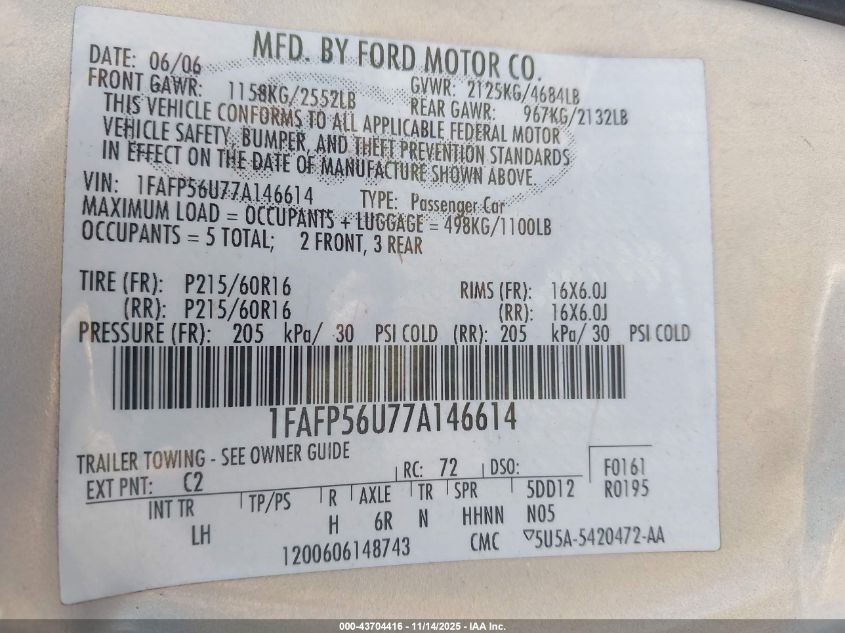 MFD. BY FORD MOTOR CO.
DATE: 06/06
FRONT GAWR: 1158KG/2552LB
GVWR: 2125KG/4684LB
REAR GAWR: 967KG/2132LB
THIS VEHICLE CONFORMS TO ALL APPLICABLE FEDERAL MOTOR
VEHICLE SAFETY, BUMPER, AND THEFT PREVENTION STANDARDS
IN EFFECT ON THE DATE OF MANUFACTURE SHOWN ABOVE
VIN: 1FAFP56U77A146614
TYPE: Passenger Car
MAXIMUM LOAD = OCCUPANTS + LUGGAGE = 498KG/1100LB
OCCUPANTS = 5 TOTAL; 2 FRONT, 3 REAR
TIRE (FR): P215/60R16 RIMS (FR): 16X6.0J
(RR): P215/60R16 (RR): 16X6.0J
PRESSURE (FR): 205 kPa/ 30 PSI COLD (RR): 205 kPa/ 30 PSI COLD
1FAFP56U77A146614
TRAILER TOWING - SEE OWNER GUIDE
EXT PNT: C2 RC: 72 DSO: F0161
R0195
INT TR TP/PS R AXLE TR SPR 5DD12
LH H 6R N HHNN N05
1200606148743 CMC ▽5U5A-5420472-AA
000-43704416 - 11/14/2025 - IAA Inc.